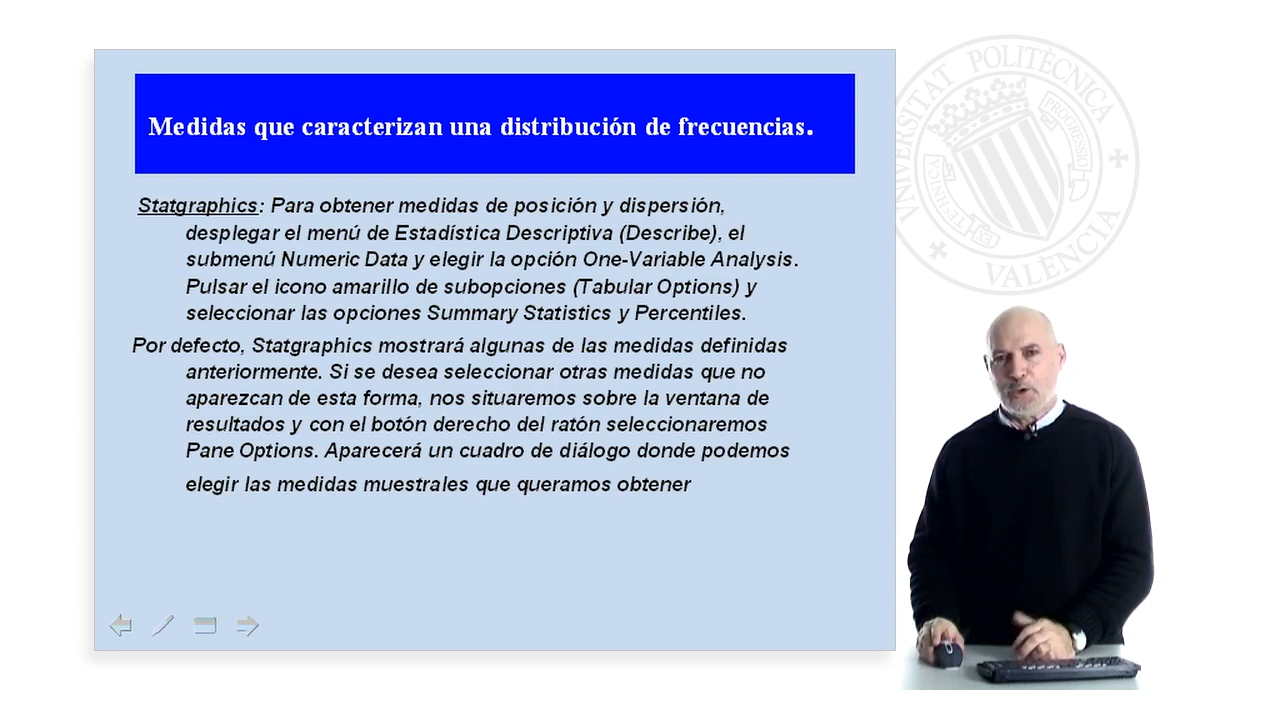 Medidas que caracterizan una distribución de frecuencias.
Statgraphics: Para obtener medidas de posición y dispersión,
desplegar el menú de Estadística Descriptiva (Describe), el
submenú Numeric Data y elegir la opción One-Variable Analysis.
Pulsar el icono amarillo de subopciones (Tabular Options) y
seleccionar las opciones Summary Statistics y Percentiles.
Por defecto, Statgraphics mostrará algunas de las medidas definidas
anteriormente. Si se desea seleccionar otras medidas que no
aparezcan de esta forma, nos situaremos sobre la ventana de
resultados y con el botón derecho del ratón seleccionaremos
Pane Options. Aparecerá un cuadro de diálogo donde podemos
elegir las medidas muestrales que queramos obtener
UNIVERSITAT POLITÈCNICA
VALÈNCIA
EX TECHNICA
PROGRESSIO